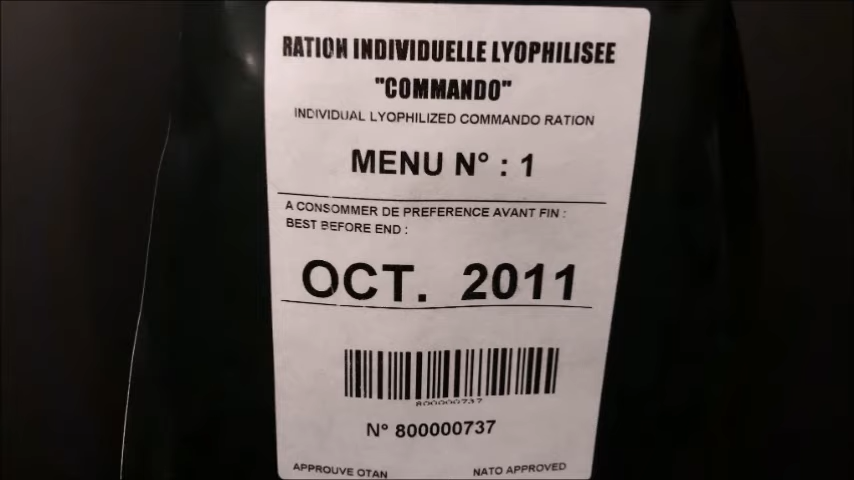 RATION INDIVIDUELLE LYOPHILISEE
"COMMANDO"
INDIVIDUAL LYOPHILIZED COMMANDO RATION
MENU N° : 1
A CONSOMMER DE PREFERENCE AVANT FIN :
BEST BEFORE END :
OCT. 2011
800000737
N° 800000737
APPROUVE OTAN NATO APPROVED